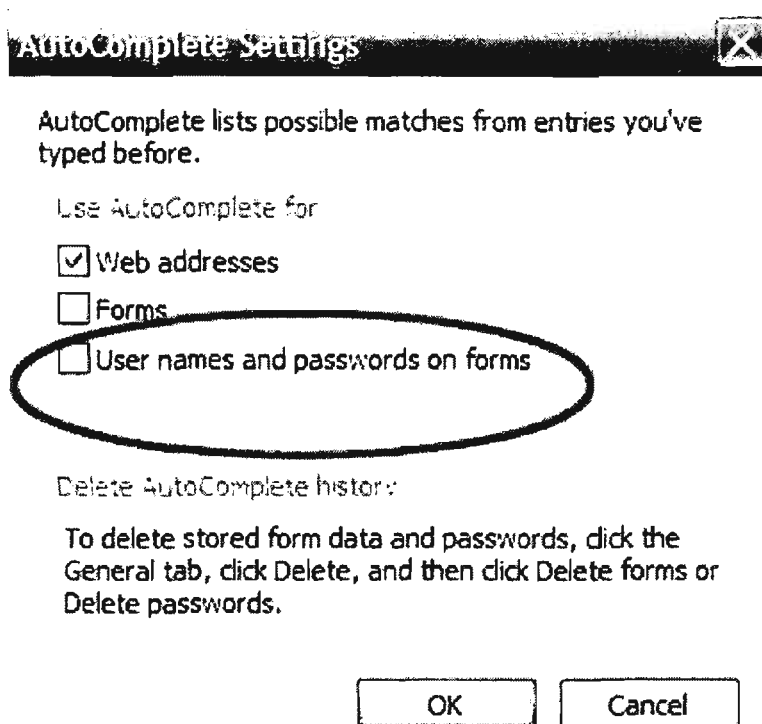 AutoComplete Settings
AutoComplete lists possible matches from entries you've
typed before.
Use AutoComplete for
Web addresses
Forms
User names and passwords on forms
Delete AutoComplete history
To delete stored form data and passwords, click the
General tab, click Delete, and then click Delete forms or
Delete passwords.
OK Cancel